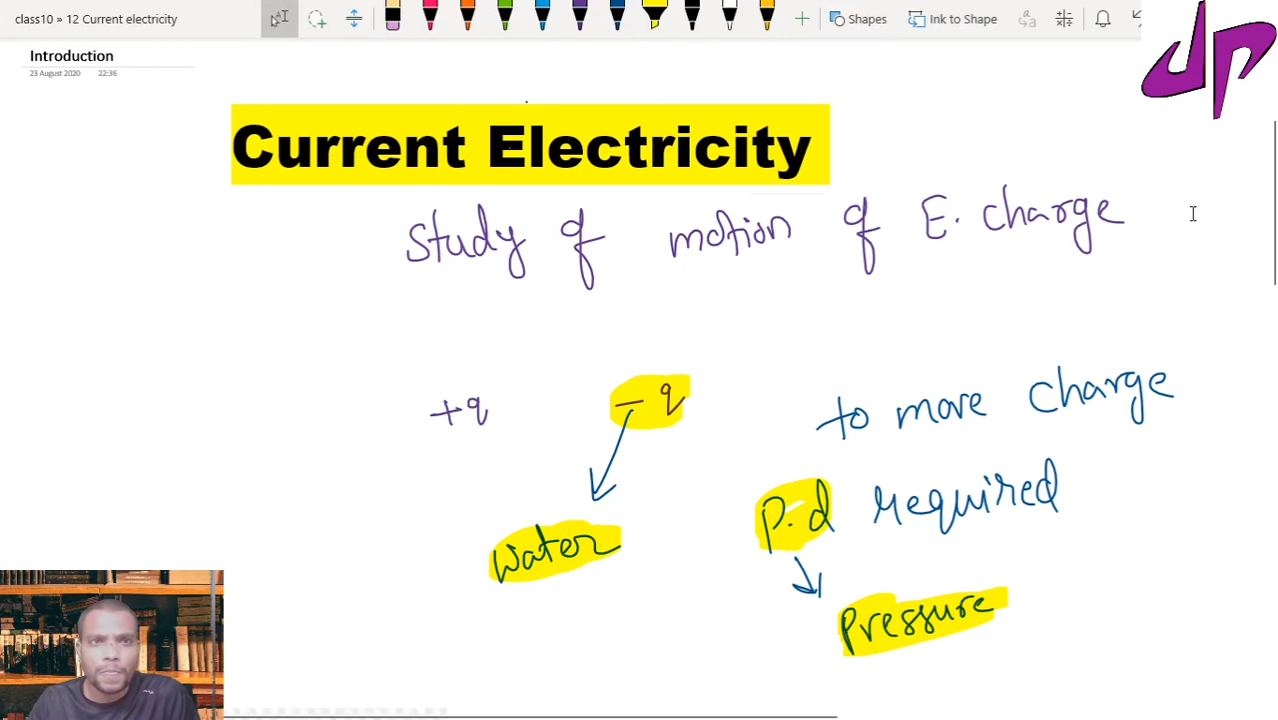 class10 » 12 Current electricity
Shapes
Ink to Shape
Introduction
23 August 2020 22:36
dp
Current Electricity
Study of motion of E. charge
+q -q to move charge
P.d required
water
Pressure